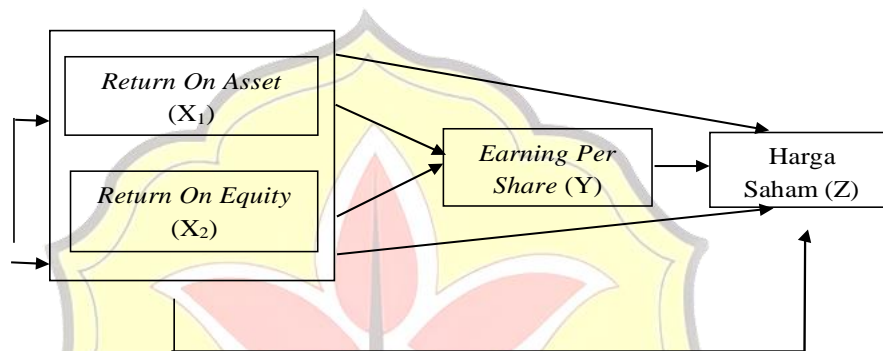 Return On Asset
(X₁)
Earning Per
Share (Y)
Harga
Saham (Z)
Return On Equity
(X₂)